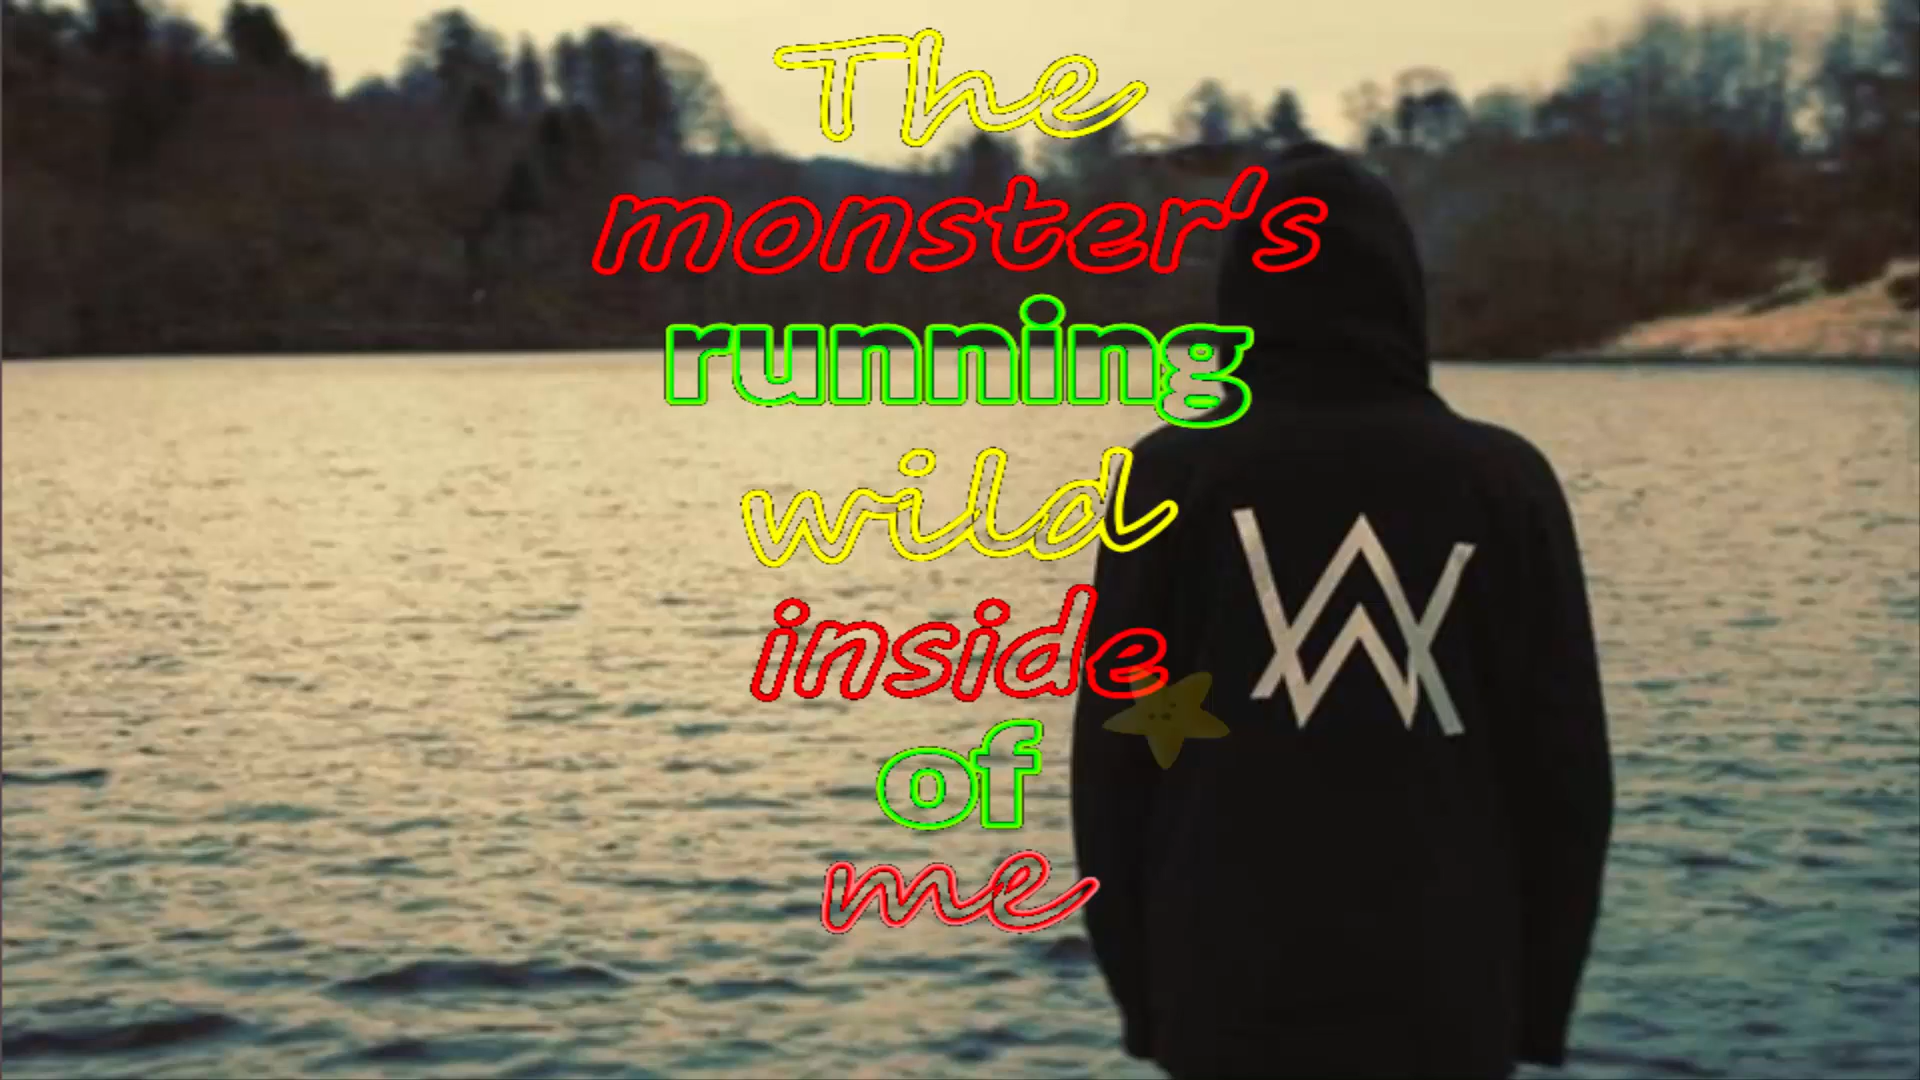 The
monster's
running
wild
inside
of
me